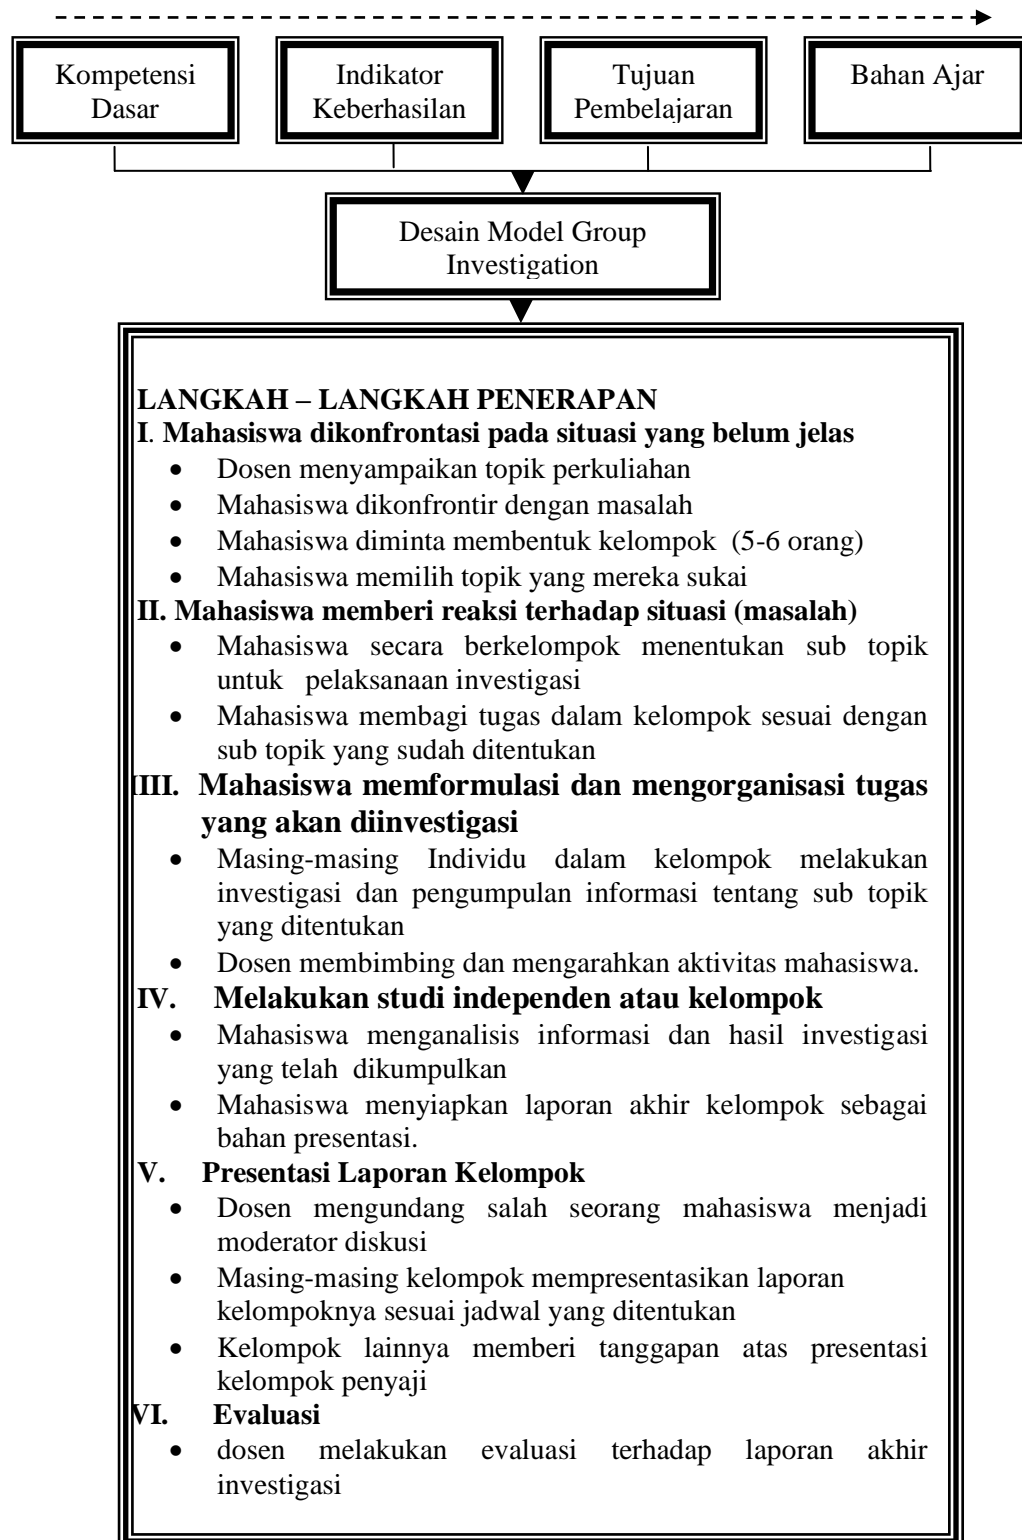 Kompetensi
Dasar
Indikator
Keberhasilan
Tujuan
Pembelajaran
Bahan Ajar
Desain Model Group
Investigation
LANGKAH – LANGKAH PENERAPAN
I. Mahasiswa dikonfrontasi pada situasi yang belum jelas
• Dosen menyampaikan topik perkuliahan
• Mahasiswa dikonfrontir dengan masalah
• Mahasiswa diminta membentuk kelompok (5-6 orang)
• Mahasiswa memilih topik yang mereka sukai
II. Mahasiswa memberi reaksi terhadap situasi (masalah)
• Mahasiswa secara berkelompok menentukan sub topik
untuk pelaksanaan investigasi
• Mahasiswa membagi tugas dalam kelompok sesuai dengan
sub topik yang sudah ditentukan
IIII. Mahasiswa memformulasi dan mengorganisasi tugas
yang akan diinvestigasi
• Masing-masing Individu dalam kelompok melakukan
investigasi dan pengumpulan informasi tentang sub topik
yang ditentukan
• Dosen membimbing dan mengarahkan aktivitas mahasiswa.
IV. Melakukan studi independen atau kelompok
• Mahasiswa menganalisis informasi dan hasil investigasi
yang telah dikumpulkan
• Mahasiswa menyiapkan laporan akhir kelompok sebagai
bahan presentasi.
V. Presentasi Laporan Kelompok
• Dosen mengundang salah seorang mahasiswa menjadi
moderator diskusi
• Masing-masing kelompok mempresentasikan laporan
kelompoknya sesuai jadwal yang ditentukan
• Kelompok lainnya memberi tanggapan atas presentasi
kelompok penyaji
VI. Evaluasi
• dosen melakukan evaluasi terhadap laporan akhir
investigasi